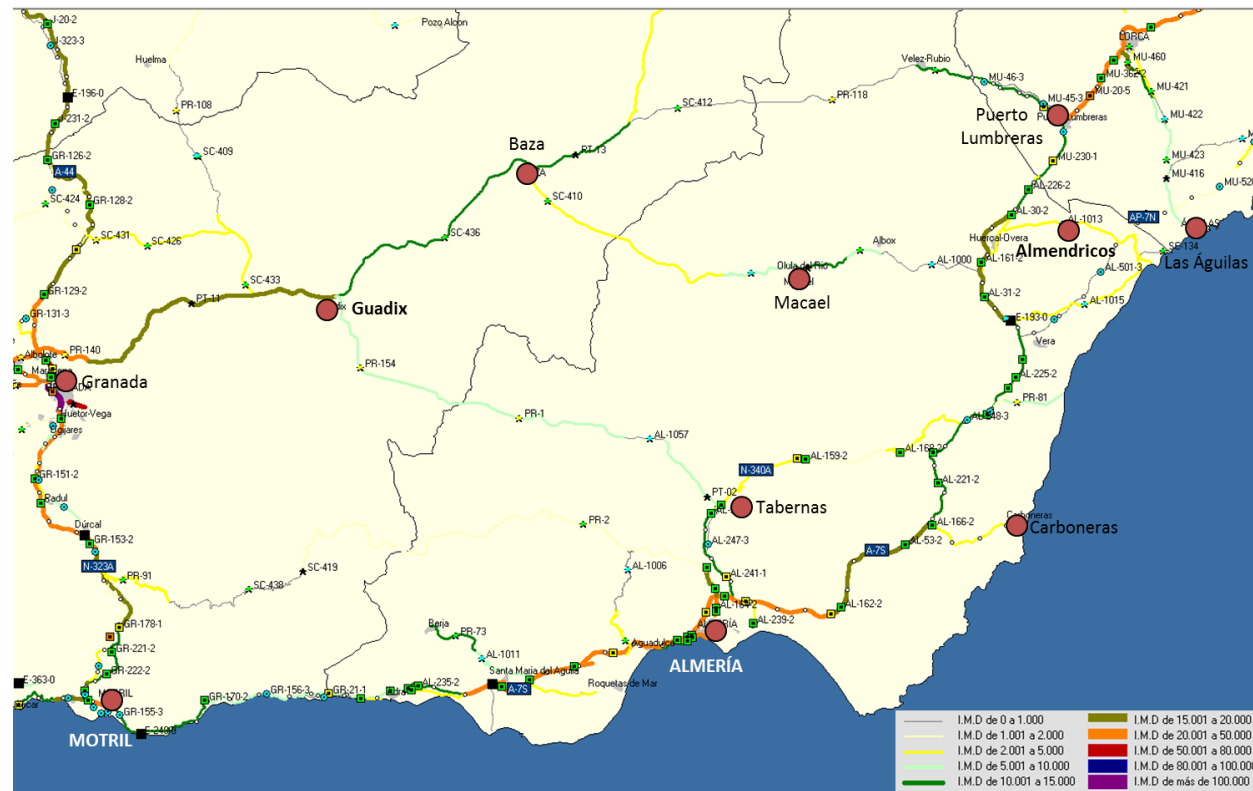 J-20-2
J-323-3
Pozo Alcon
Huelma
E-196-0
PR-108
J-231-2
GR-126-2
A-44
SC-409
SC-424
GR-128-2
SC-431
SC-426
SC-433
GR-129-2
GR-131-3
PT-11
Albolote
PR-140
Granada
Huetor-Vega
Ogijares
GR-151-2
Padul
Dúrcal
GR-153-2
N-323A
PR-91
SC-438
SC-419
GR-178-1
GR-221-2
GR-222-2
E-363-0
GR-155-3
MOTRIL
GR-170-2
GR-156-3
GR-21-1
Guadix
PR-154
SC-436
Baza
PT-13
SC-410
SC-412
PR-118
Velez-Rubio
MU-46-3
MU-45-3
Puerto
Lumbreras
LORCA
MU-460
MU-362-2
MU-20-5
MU-421
MU-422
MU-423
MU-416
MU-230-1
AL-226-2
AL-30-2
AL-1013
AP-7N
Huercal-Overa
Almendricos
Las Águilas
SE-134
AL-161-2
AL-501-3
AL-1015
AL-31-2
E-193-0
Vera
Albox
AL-1000
Olula del Rio
Macael
AL-225-2
PR-81
PR-1
AL-1057
AL-159-2
N-340A
AL-168-2
PT-02
Tabernas
AL-221-2
AL-166-2
Carboneras
AL-53-2
A-7S
AL-247-3
PR-2
AL-1006
AL-241-1
AL-162-2
AL-239-2
Berja
PR-73
AL-1011
Aguadulce
ALMERÍA
Santa Maria del Aguila
AL-235-2
A-7S
Roquetas de Mar
I.M.D de 0 a 1.000
I.M.D de 1.001 a 2.000
I.M.D de 2.001 a 5.000
I.M.D de 5.001 a 10.000
I.M.D de 10.001 a 15.000
I.M.D de 15.001 a 20.000
I.M.D de 20.001 a 50.000
I.M.D de 50.001 a 80.000
I.M.D de 80.001 a 100.000
I.M.D de más de 100.000